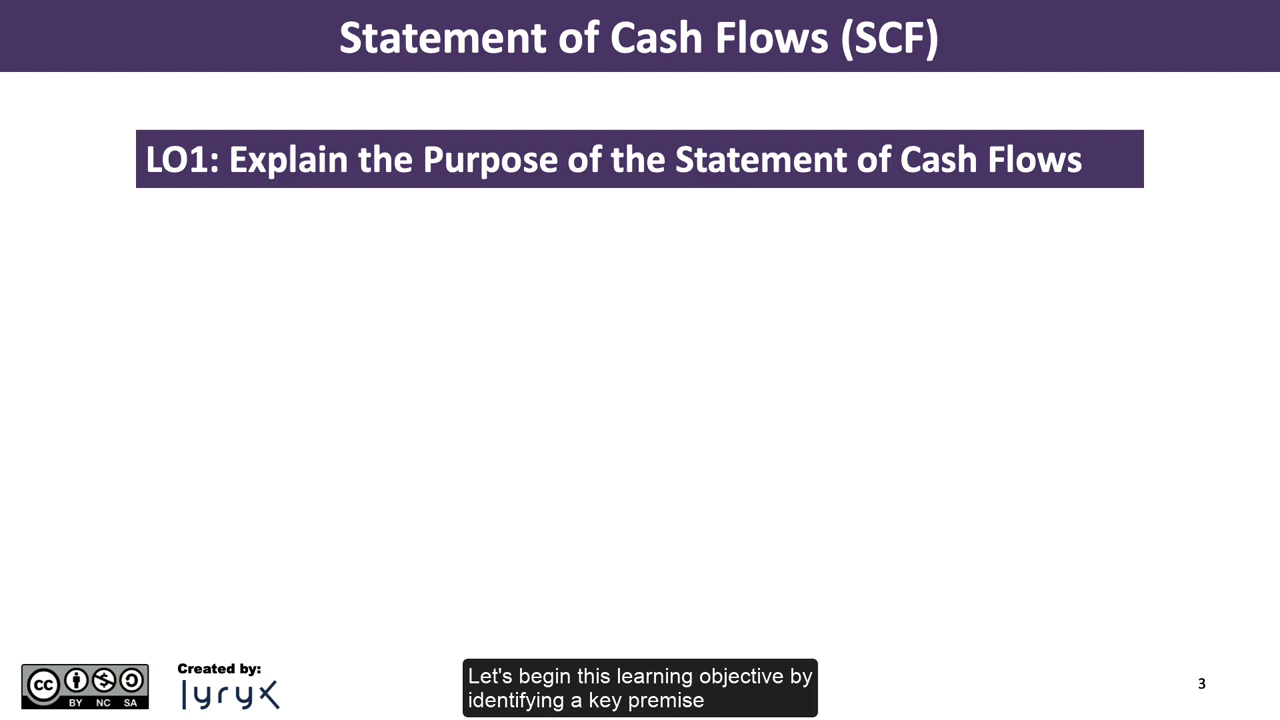 Statement of Cash Flows (SCF)
LO1: Explain the Purpose of the Statement of Cash Flows
cc
BY NC SA
Created by:
lyryx
Let's begin this learning objective by
identifying a key premise
3